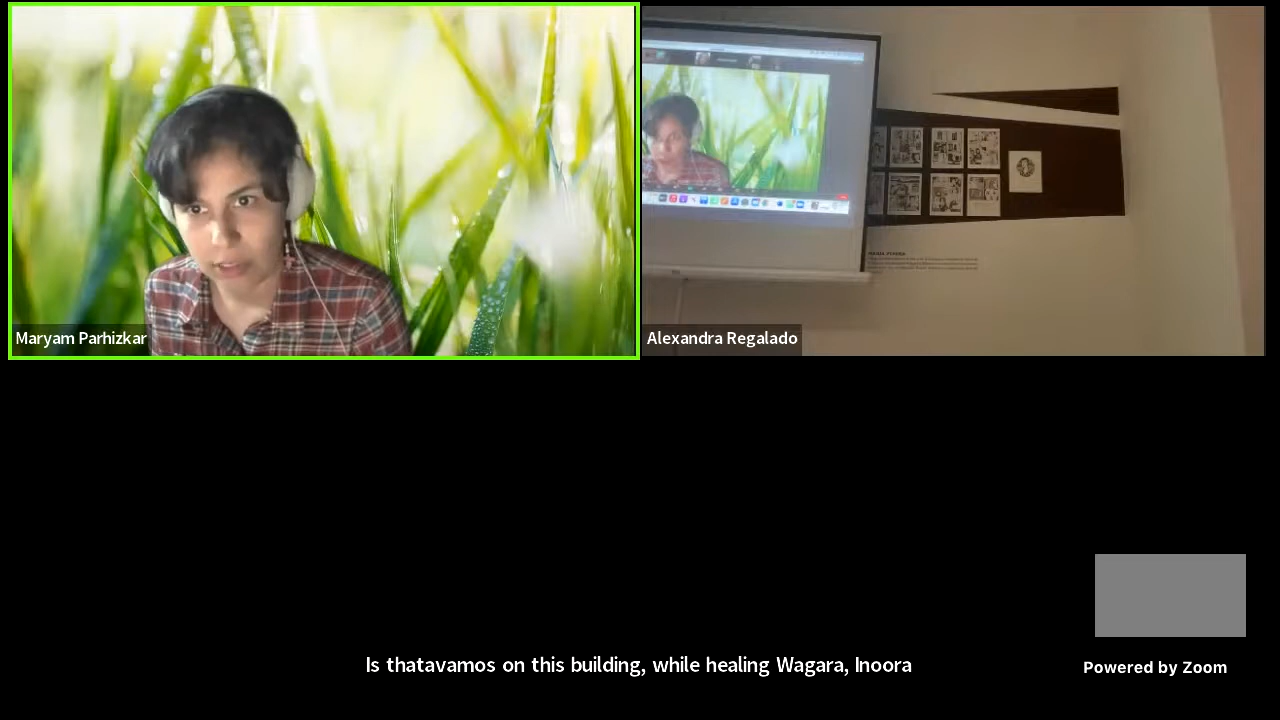 Maryam Parhizkar
Alexandra Regalado
Is thatavamos on this building, while healing Wagara, Inoora
Powered by Zoom